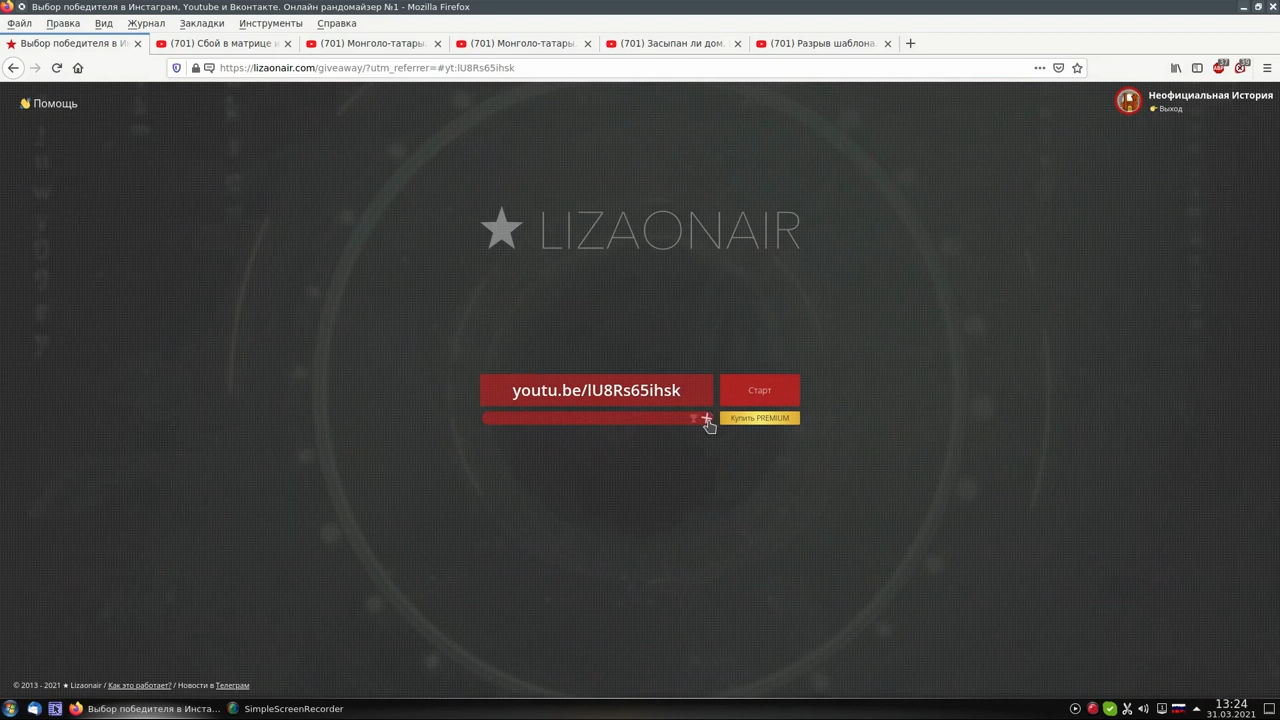 Выбор победителя в Инстаграм, Youtube и Вконтакте. Онлайн рандомайзер №1 - Mozilla Firefox
Файл Правка Вид Журнал Закладки Инструменты Справка
Выбор победителя в Ин (701) Сбой в матрице и (701) Монголо-татары. (701) Монголо-татары. (701) Засыпан ли дом. (701) Разрыв шаблона.
https://lizaonair.com/giveaway/?utm_referrer=#yt:lU8Rs65ihsk
Помощь
Неофициальная История
Выход
LIZAONAIR
youtu.be/lU8Rs65ihsk Старт
Купить PREMIUM
© 2013 - 2021 ★ Lizaonair / Как это работает? / Новости в Телеграм
Выбор победителя в Инста... SimpleScreenRecorder
13:24
31.03.2021